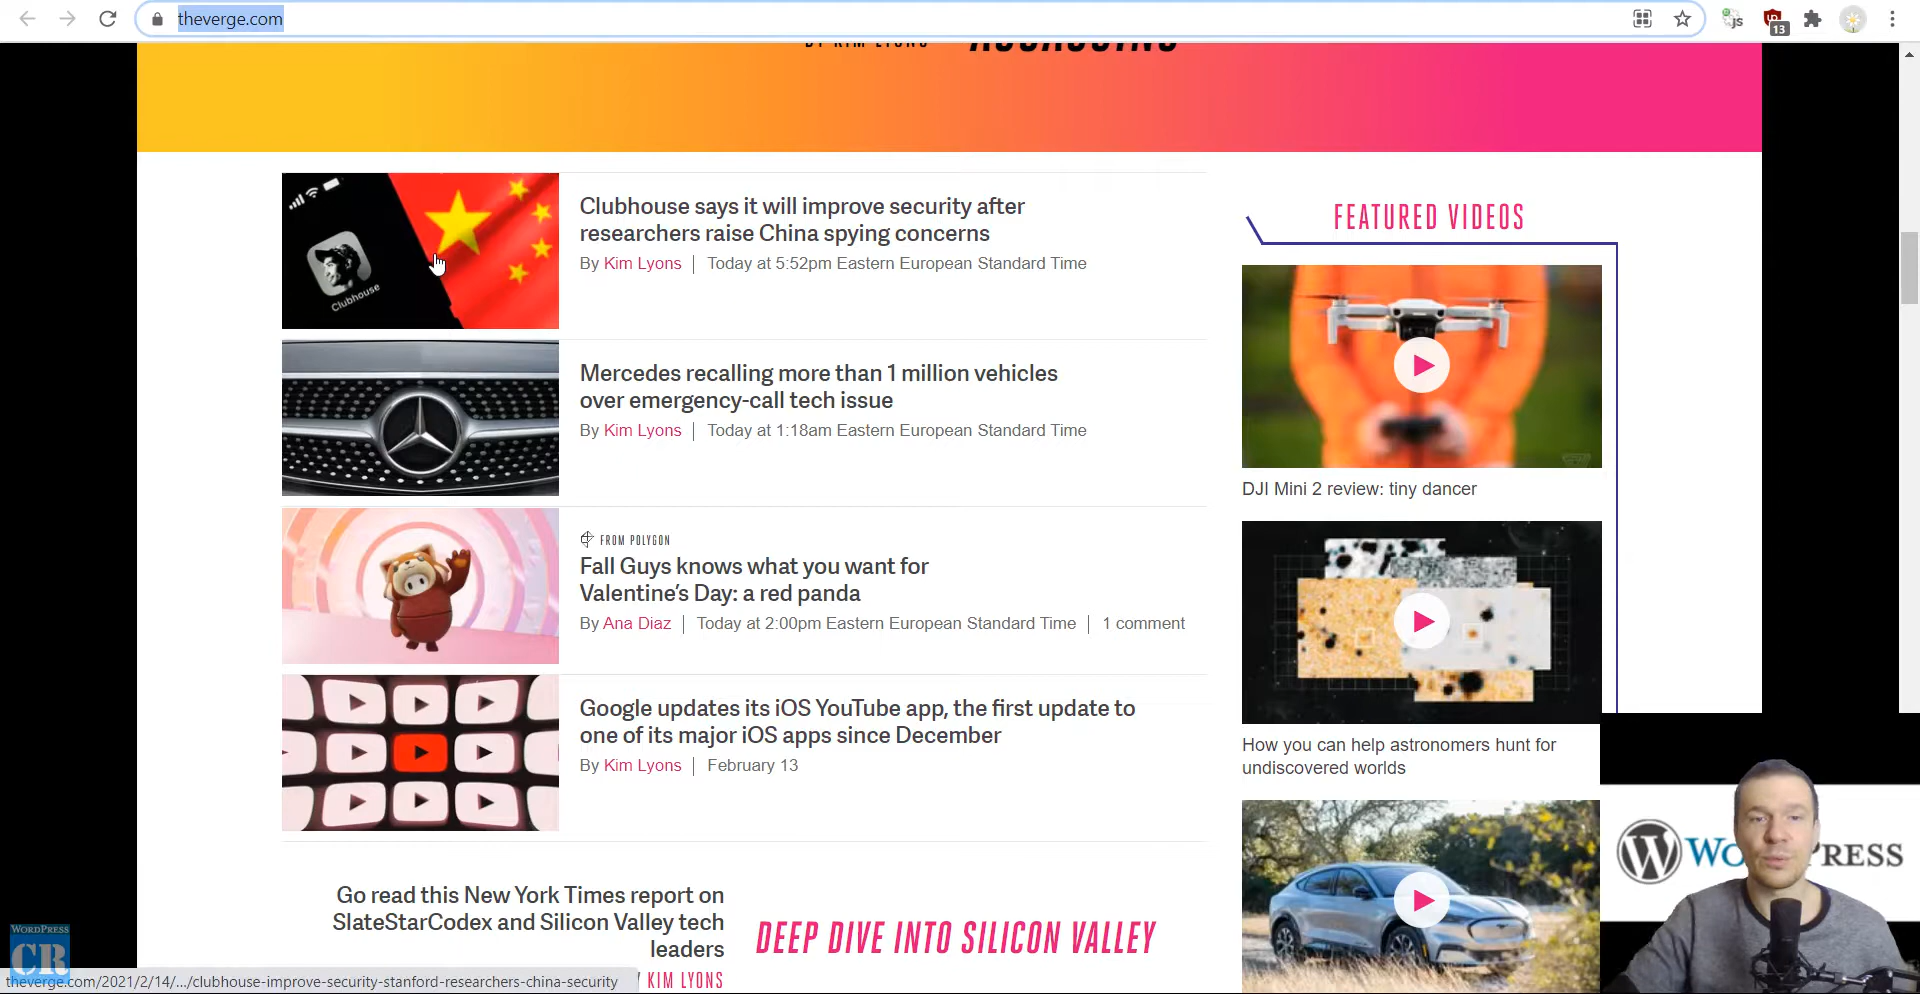 theverge.com
13
Clubhouse says it will improve security after
researchers raise China spying concerns
By Kim Lyons | Today at 5:52pm Eastern European Standard Time
Clubhouse
Mercedes recalling more than 1 million vehicles
over emergency-call tech issue
By Kim Lyons | Today at 1:18am Eastern European Standard Time
FROM POLYGON
Fall Guys knows what you want for
Valentine's Day: a red panda
By Ana Diaz | Today at 2:00pm Eastern European Standard Time | 1 comment
Google updates its iOS YouTube app, the first update to
one of its major iOS apps since December
By Kim Lyons | February 13
Go read this New York Times report on
SlateStarCodex and Silicon Valley tech
leaders
KIM LYONS
DEEP DIVE INTO SILICON VALLEY
FEATURED VIDEOS
DJI Mini 2 review: tiny dancer
How you can help astronomers hunt for
undiscovered worlds
WORDPRESS
CR
theverge.com/2021/2/14/.../clubhouse-improve-security-stanford-researchers-china-security